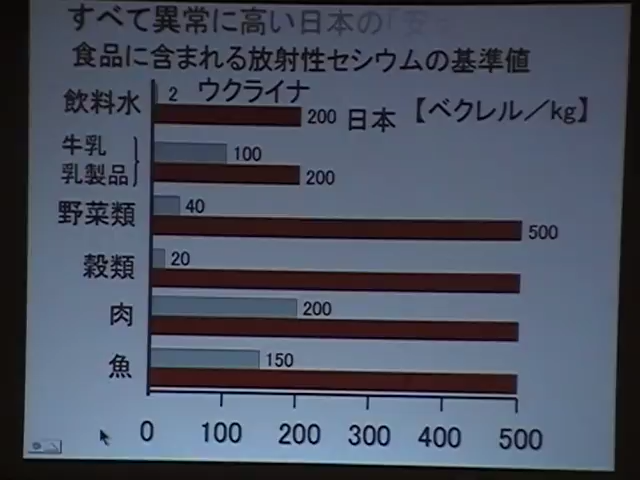 すべて異常に高い日本の「安
食品に含まれる放射性セシウムの基準値
飲料水 2 ウクライナ
200 日本 【ベクレル／kg】
牛乳
乳製品
100
200
野菜類 40
500
穀類 20
肉 200
魚 150
0 100 200 300 400 500